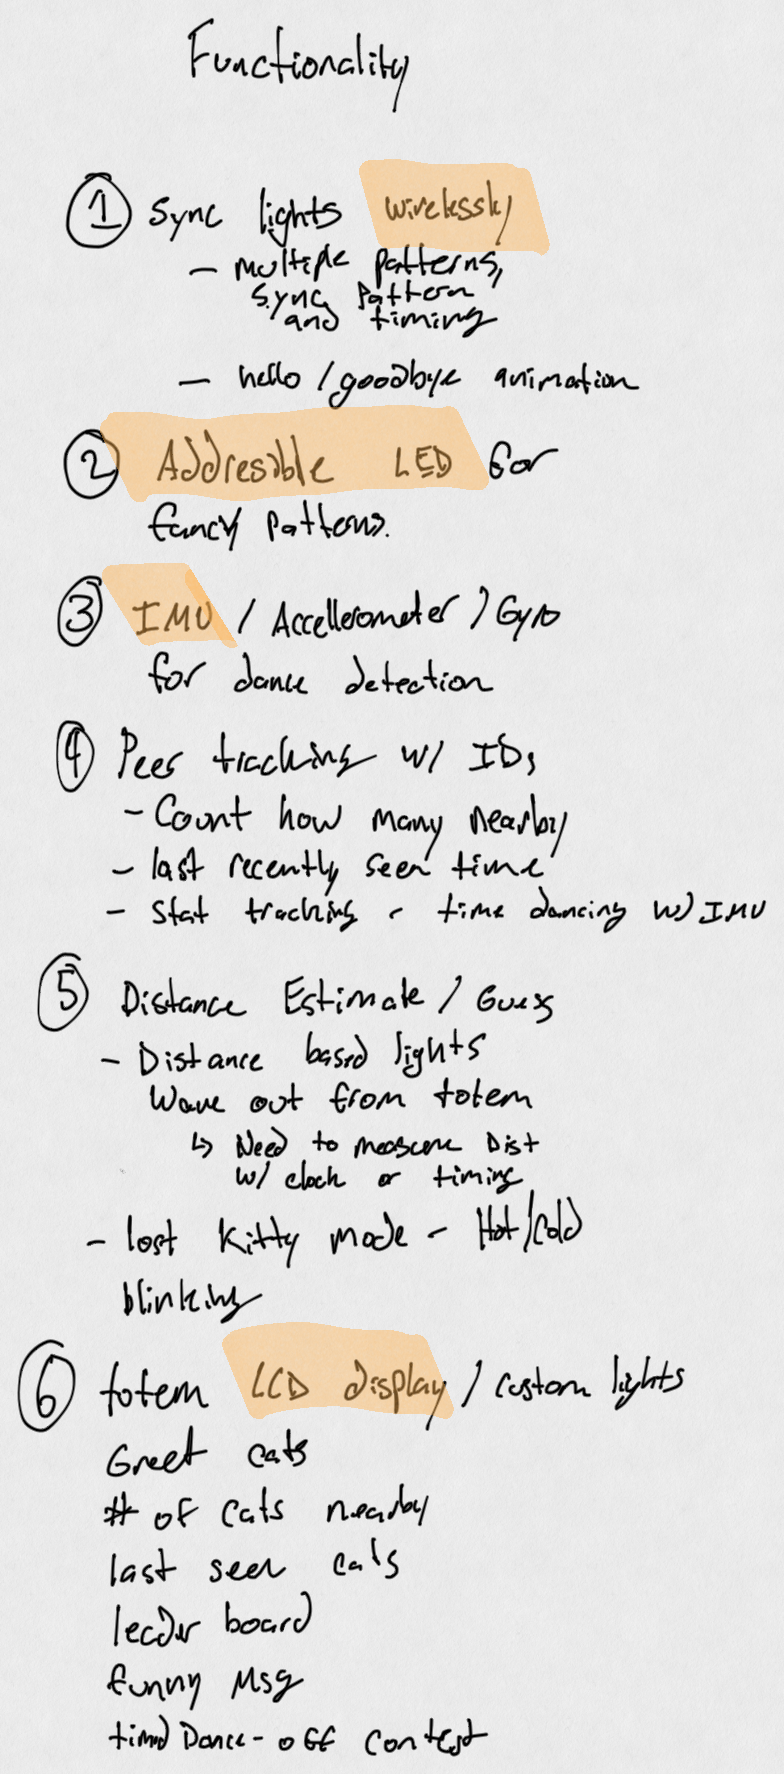 Functionality
① Sync lights wirelessly
- multiple patterns,
sync pattern
and timing
- hello / goodbye animation
② Addresable LED for
fancy patterns.
③ IMU / Accellerometer / Gyro
for dance detection
④ Peer tracking w/ IDs
- Count how many nearby
- last recently seen time
- Stat tracking - time dancing w/ IMU
⑤ Distance Estimate / Guess
- Distance based lights
Wave out from totem
↳ Need to measure Dist
w/ clock or timing
- lost Kitty mode - Hot/Cold
blinking
⑥ totem LCD display / custom lights
Greet cats
# of cats nearby
last seen cats
leader board
funny Msg
timed Dance-off contest